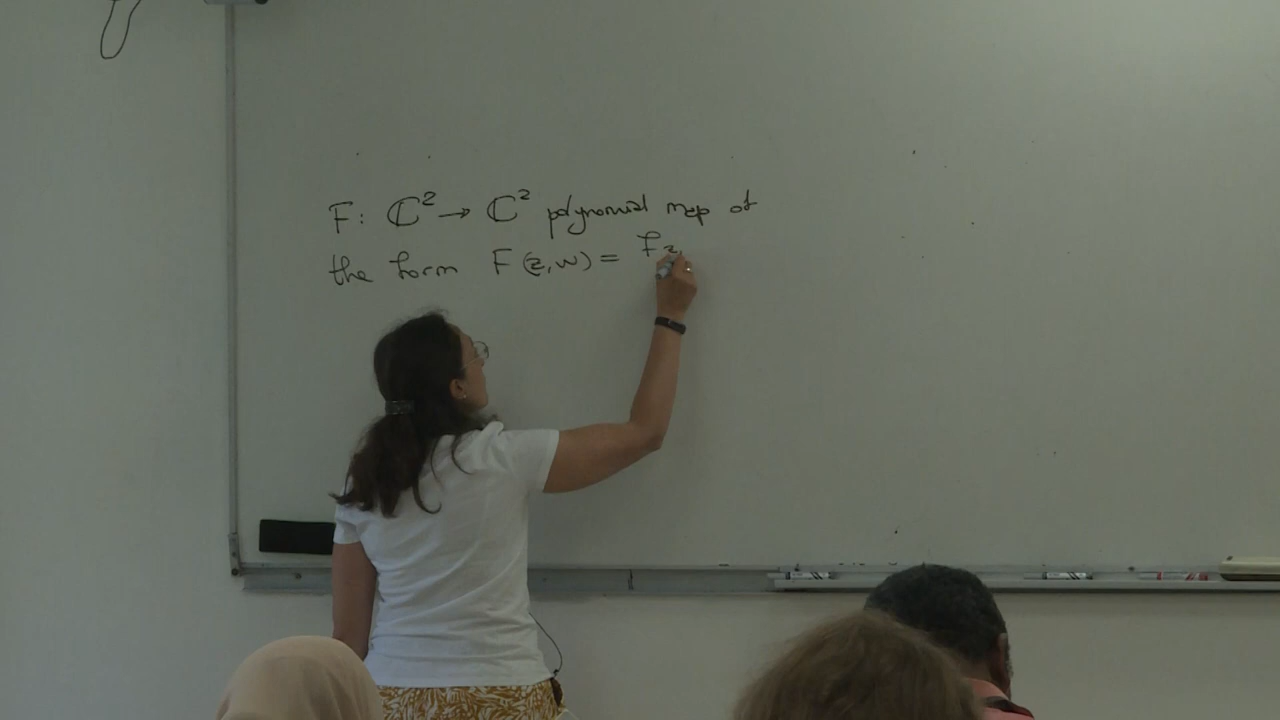 F: ℂ² → ℂ² polynomial map of
the form F(z,w) = f z